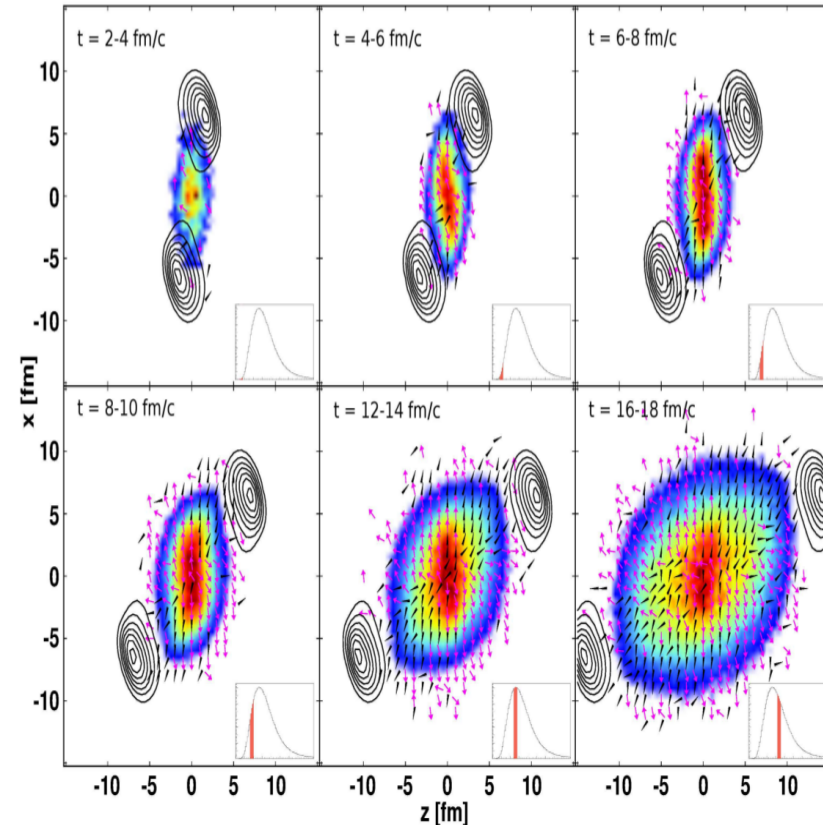 t = 2-4 fm/c
t = 4-6 fm/c
t = 6-8 fm/c
10
5
0
-5
-10
x [fm]
t = 8-10 fm/c
t = 12-14 fm/c
t = 16-18 fm/c
10
5
0
-5
-10
-10 -5 0 5 10 -10 -5 0 5 10 -10 -5 0 5 10
z [fm]